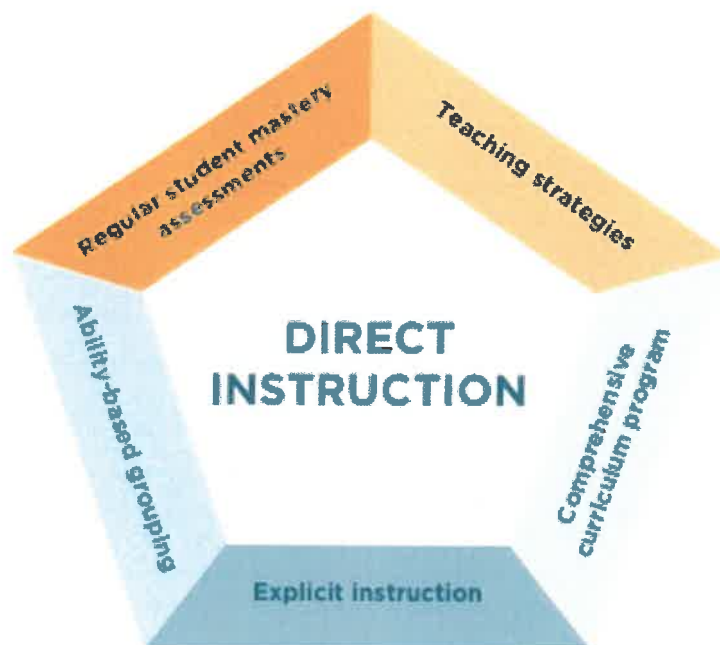 Regular student mastery
assessments
Teaching strategies
DIRECT
INSTRUCTION
Ability-based grouping
Comprehensive
curriculum program
Explicit instruction